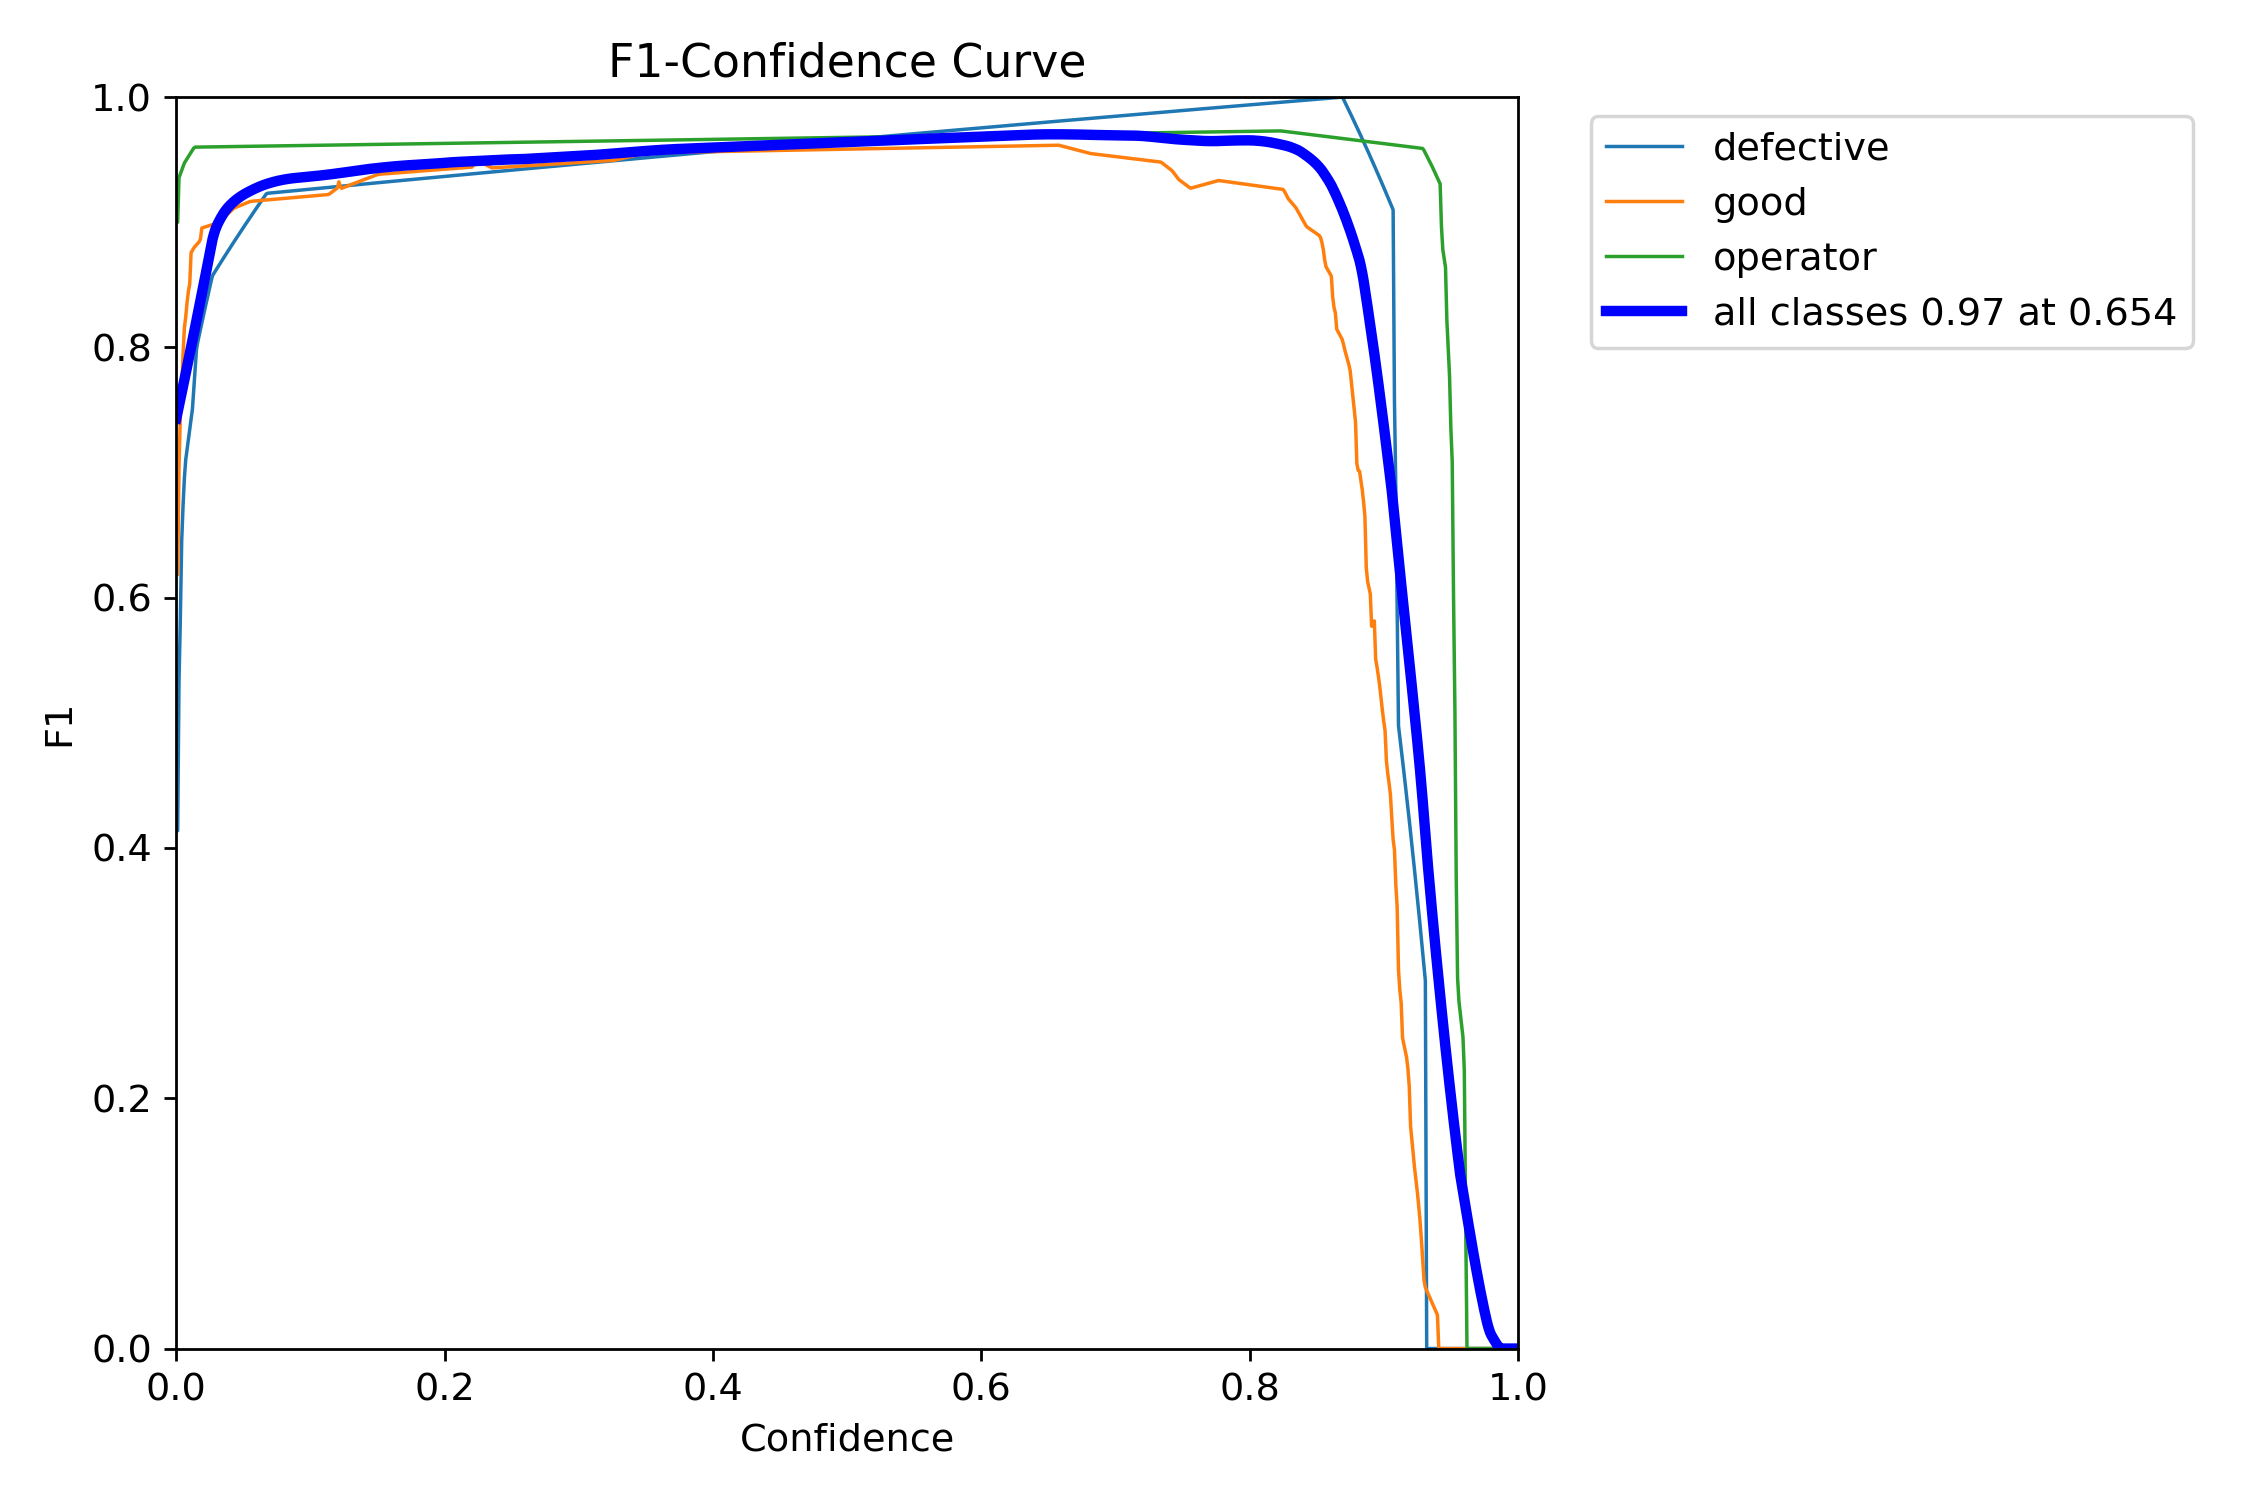 F1-Confidence Curve
1.0
0.8
0.6
0.4
0.2
0.0
F1
0.0 0.2 0.4 0.6 0.8 1.0
Confidence
defective
good
operator
all classes 0.97 at 0.654